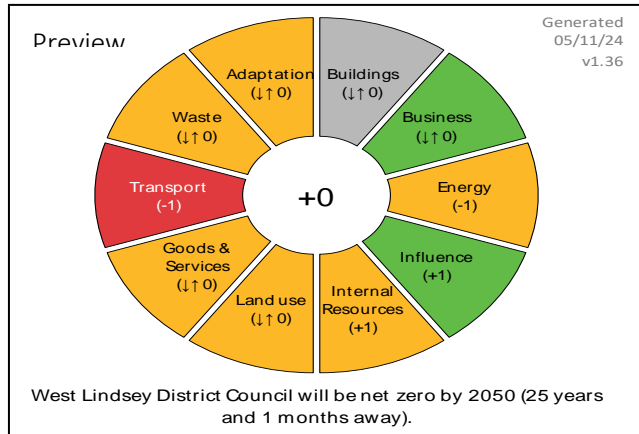 Preview
Generated
05/11/24
v1.36
Adaptation
(↓↑ 0)
Buildings
(↓↑ 0)
Waste
(↓↑ 0)
Business
(↓↑ 0)
Transport
(-1)
+0
Energy
(-1)
Goods &
Services
(↓↑ 0)
Influence
(+1)
Land use
(↓↑ 0)
Internal
Resources
(+1)
West Lindsey District Council will be net zero by 2050 (25 years
and 1 months away).